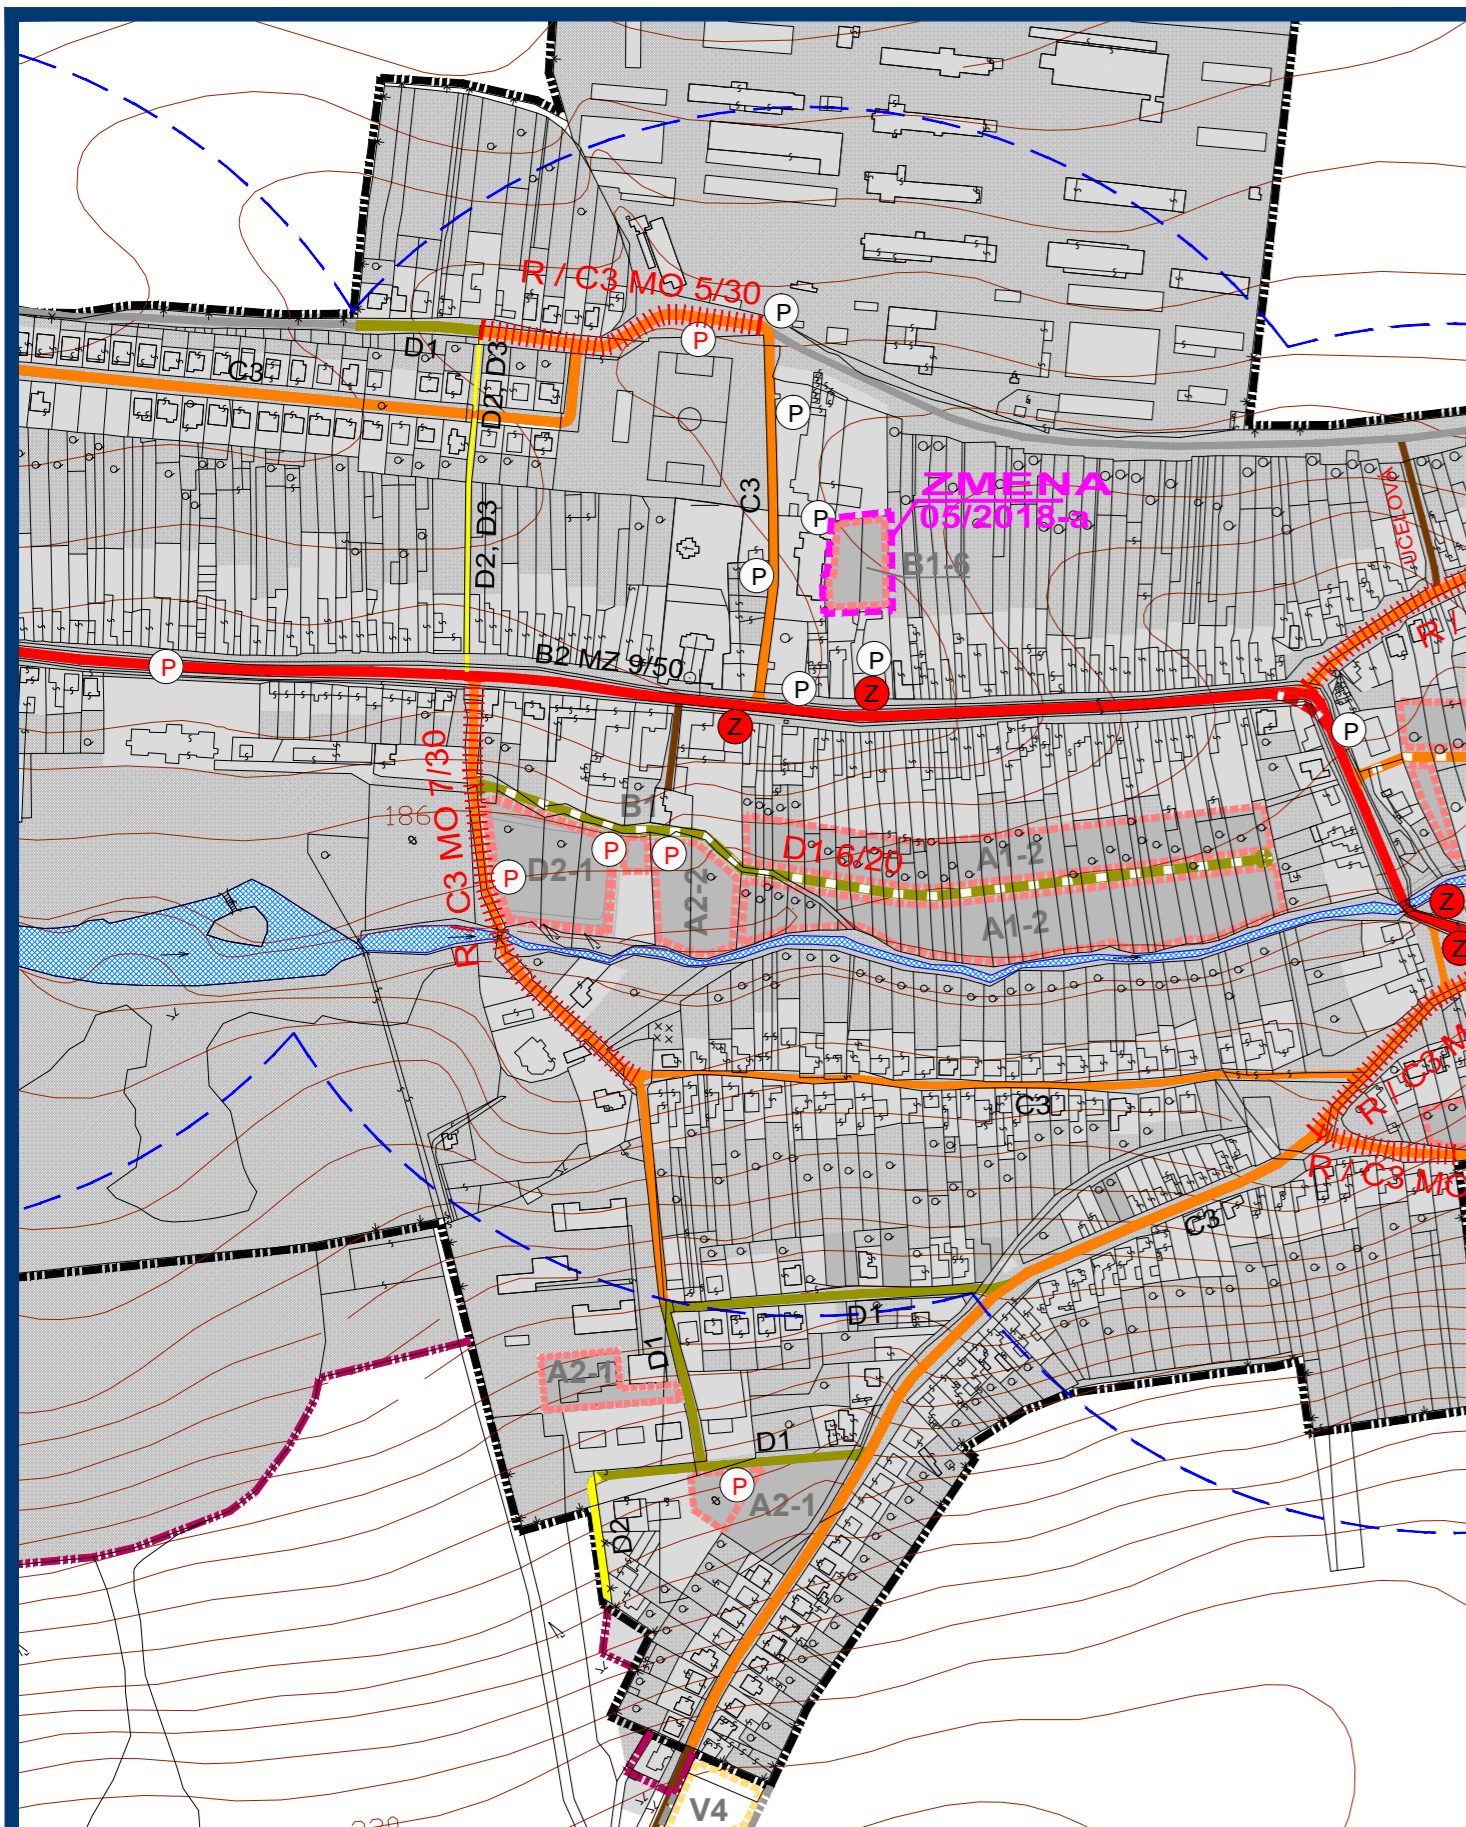 R / C3 MO 5/30
P
P
D1
D2, D3
C3
P
C3
ZMENA
05/2018-a
P
D2, D3
B1-6
P
UCELOVA
R /
B2 MZ 9/50
P
P
P
Z
Z
P
R / C3 MO 7/30
186
B1
P
P
P
D2-1
A2-2
D1 6/20
A1-2
A1-2
Z
Z
C3
R / C3 M
R / C3 MO
C3
D1
D1
A2-1
D1
P
A2-1
D2
V4
230